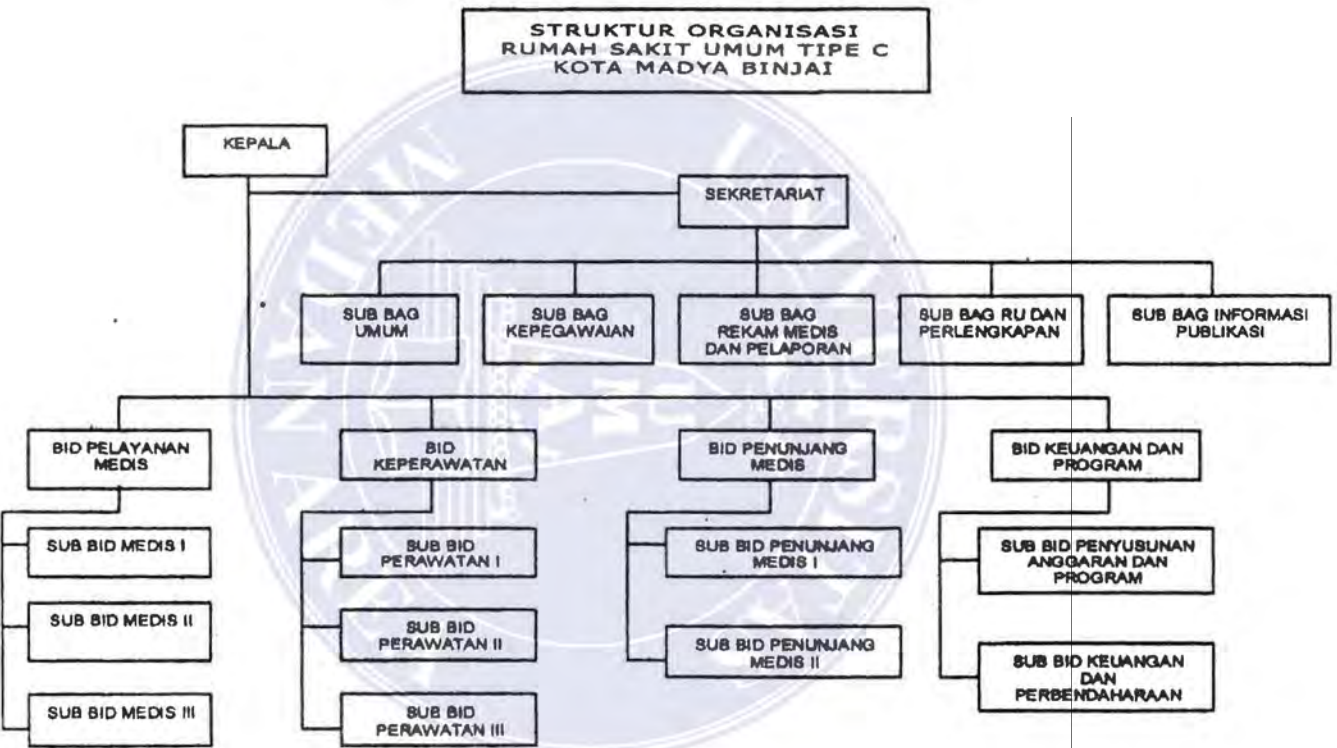 STRUKTUR ORGANISASI
RUMAH SAKIT UMUM TIPE C
KOTA MADYA BINJAI
KEPALA
SEKRETARIAT
SUB BAG
UMUM
SUB BAG
KEPEGAWAIAN
SUB BAG
REKAM MEDIS
DAN PELAPORAN
SUB BAG RU DAN
PERLENGKAPAN
SUB BAG INFORMASI
PUBLIKASI
BID PELAYANAN
MEDIS
BID
KEPERAWATAN
BID PENUNJANG
MEDIS
BID KEUANGAN DAN
PROGRAM
SUB BID MEDIS I
SUB BID MEDIS II
SUB BID MEDIS III
SUB BID
PERAWATAN I
SUB BID
PERAWATAN II
SUB BID
PERAWATAN III
SUB BID PENUNJANG
MEDIS I
SUB BID PENUNJANG
MEDIS II
SUB BID PENYUSUNAN
ANGGARAN DAN
PROGRAM
SUB BID KEUANGAN
DAN
PERBENDAHARAAN
UNIVERSITAS
MEDAN AREA